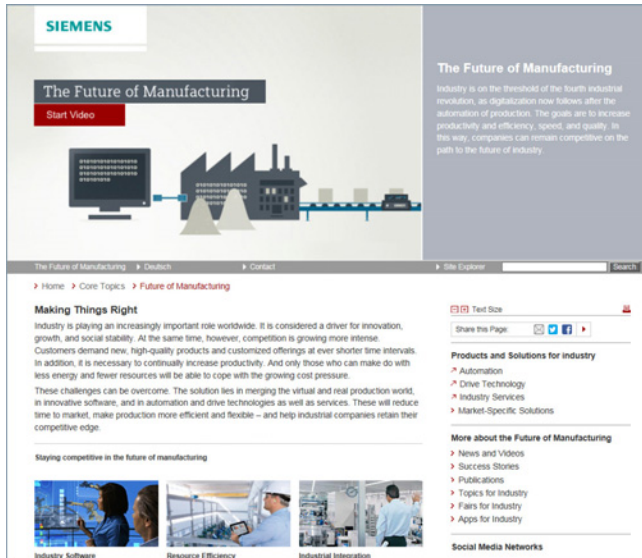 SIEMENS
The Future of Manufacturing
Start Video
The Future of Manufacturing
Industry is on the threshold of the fourth industrial
revolution, as digitalization now follows after the
automation of production. The goals are to increase
productivity and efficiency, speed, and quality. In
this way, companies can remain competitive on the
path to the future of industry.
The Future of Manufacturing Deutsch Contact Site Explorer Search
Home Core Topics Future of Manufacturing
Making Things Right
Industry is playing an increasingly important role worldwide. It is considered a driver for innovation,
growth, and social stability. At the same time, however, competition is growing more intense.
Customers demand new, high-quality products and customized offerings at ever shorter time intervals.
In addition, it is necessary to continually increase productivity. And only those who can make do with
less energy and fewer resources will be able to cope with the growing cost pressure.
These challenges can be overcome. The solution lies in merging the virtual and real production world,
in innovative software, and in automation and drive technologies as well as services. These will reduce
time to market, make production more efficient and flexible – and help industrial companies retain their
competitive edge.
Staying competitive in the future of manufacturing
Industry Software
Resource Efficiency
Industrial Integration
Text Size
Share this Page:
Products and Solutions for industry
Automation
Drive Technology
Industry Services
Market-Specific Solutions
More about the Future of Manufacturing
News and Videos
Success Stories
Publications
Topics for Industry
Fairs for Industry
Apps for Industry
Social Media Networks